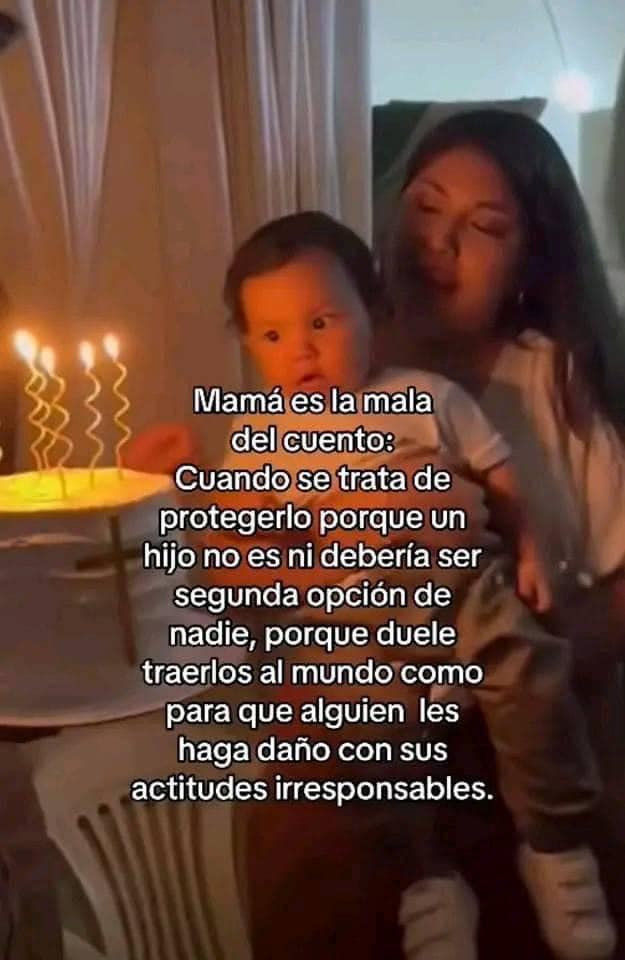 Mamá es la mala
del cuento:
Cuando se trata de
protegerlo porque un
hijo no es ni debería ser
segunda opción de
nadie, porque duele
traerlos al mundo como
para que alguien les
haga daño con sus
actitudes irresponsables.